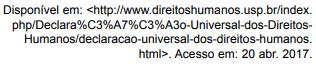 Disponível em: <http://www.direitoshumanos.usp.br/index.
php/Declara%C3%A7%C3%A3o-Universal-dos-Direitos-
Humanos/declaracao-universal-dos-direitos-humanos.
html>. Acesso em: 20 abr. 2017.